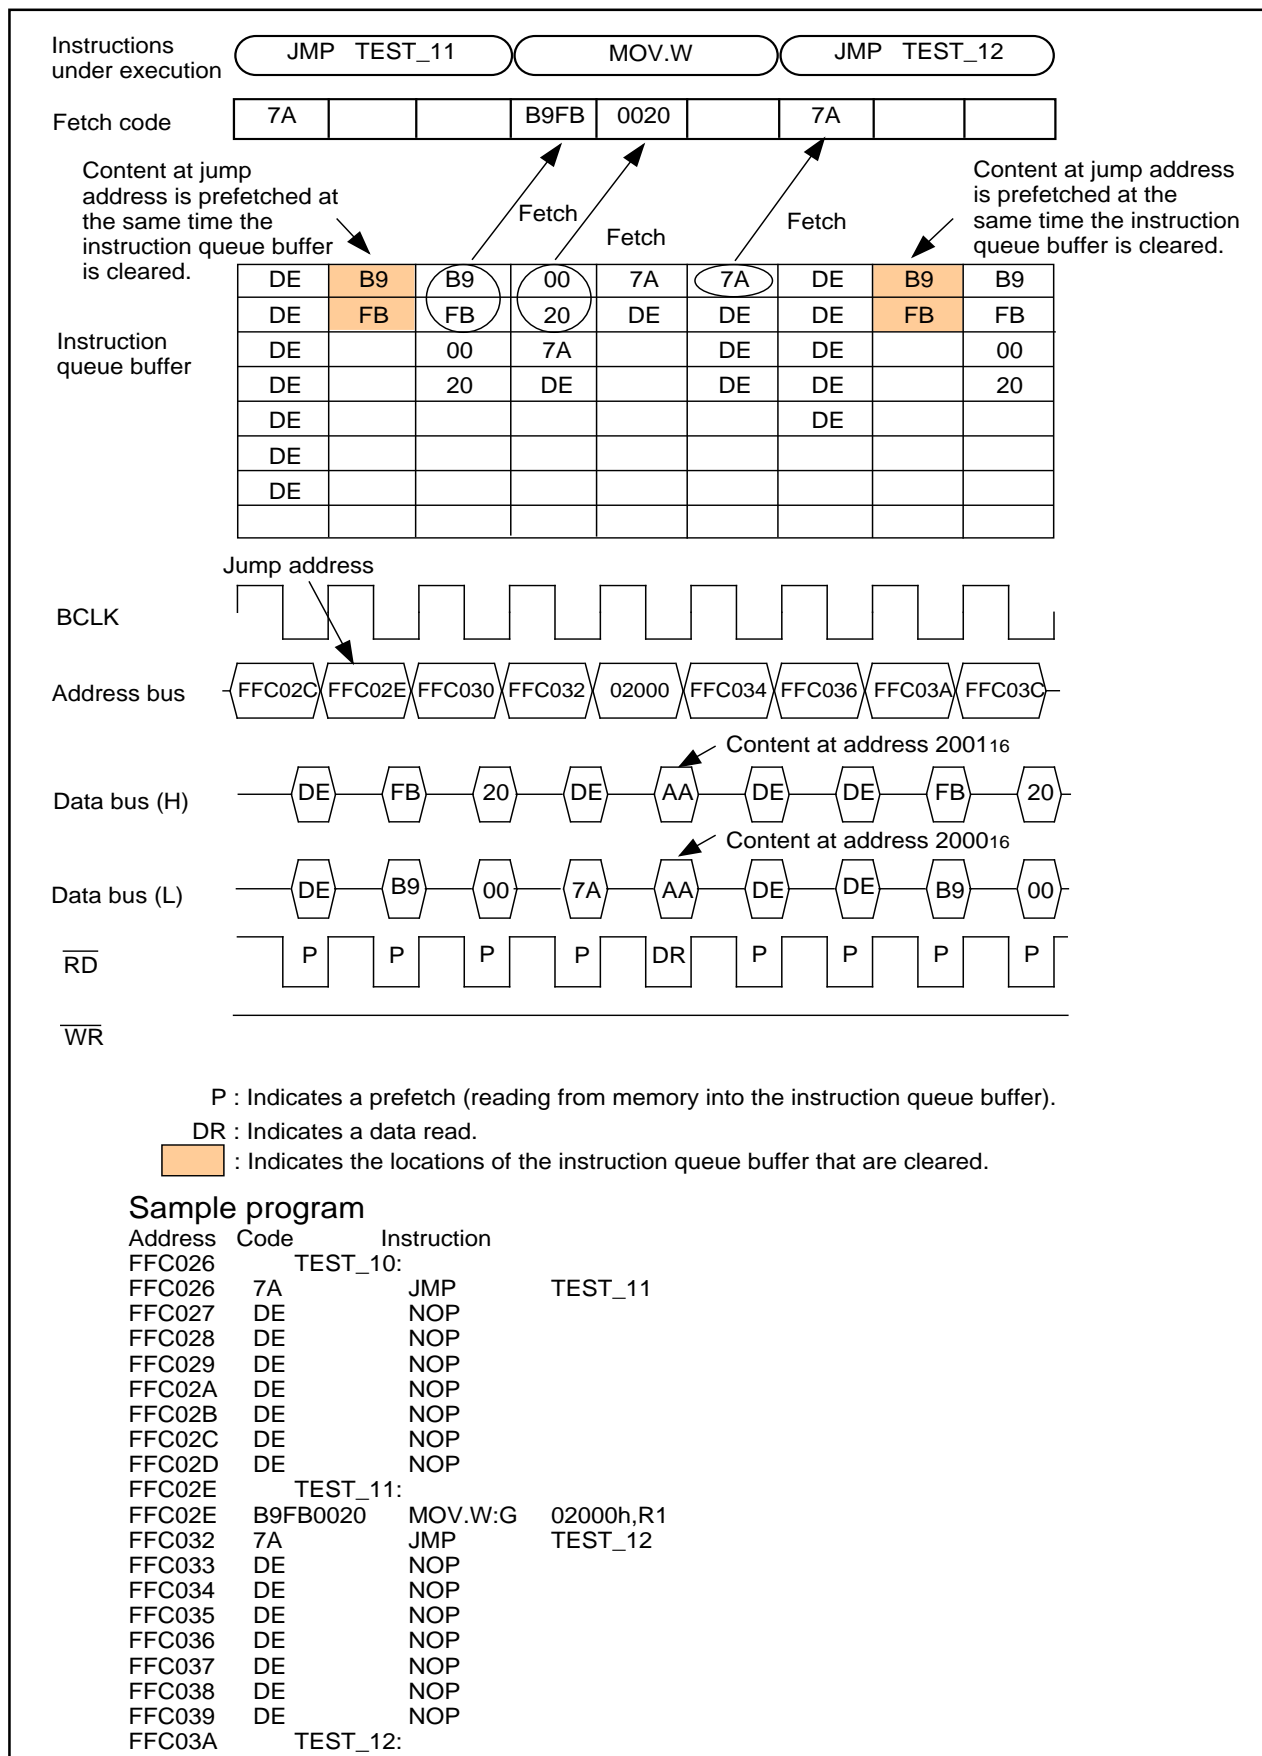 Instructions
under execution
JMP TEST_11 MOV.W JMP TEST_12
Fetch code 7A B9FB 0020 7A
Content at jump
address is prefetched at
the same time the
instruction queue buffer
is cleared.
Fetch
Fetch
Fetch
Content at jump address
is prefetched at the
same time the instruction
queue buffer is cleared.
Instruction
queue buffer
DE B9 B9 00 7A 7A DE B9 B9
DE FB FB 20 DE DE DE FB FB
DE 00 7A DE DE 00
DE 20 DE DE DE 20
DE DE
DE
DE
Jump address
BCLK
Address bus FFC02C FFC02E FFC030 FFC032 02000 FFC034 FFC036 FFC03A FFC03C
Content at address 200116
Data bus (H) DE FB 20 DE AA DE DE FB 20
Content at address 200016
Data bus (L) DE B9 00 7A AA DE DE B9 00
RD P P P P DR P P P P
WR
P : Indicates a prefetch (reading from memory into the instruction queue buffer).
DR : Indicates a data read.
: Indicates the locations of the instruction queue buffer that are cleared.
Sample program
Address Code Instruction
FFC026 TEST_10:
FFC026 7A JMP TEST_11
FFC027 DE NOP
FFC028 DE NOP
FFC029 DE NOP
FFC02A DE NOP
FFC02B DE NOP
FFC02C DE NOP
FFC02D DE NOP
FFC02E TEST_11:
FFC02E B9FB0020 MOV.W:G 02000h,R1
FFC032 7A JMP TEST_12
FFC033 DE NOP
FFC034 DE NOP
FFC035 DE NOP
FFC036 DE NOP
FFC037 DE NOP
FFC038 DE NOP
FFC039 DE NOP
FFC03A TEST_12: